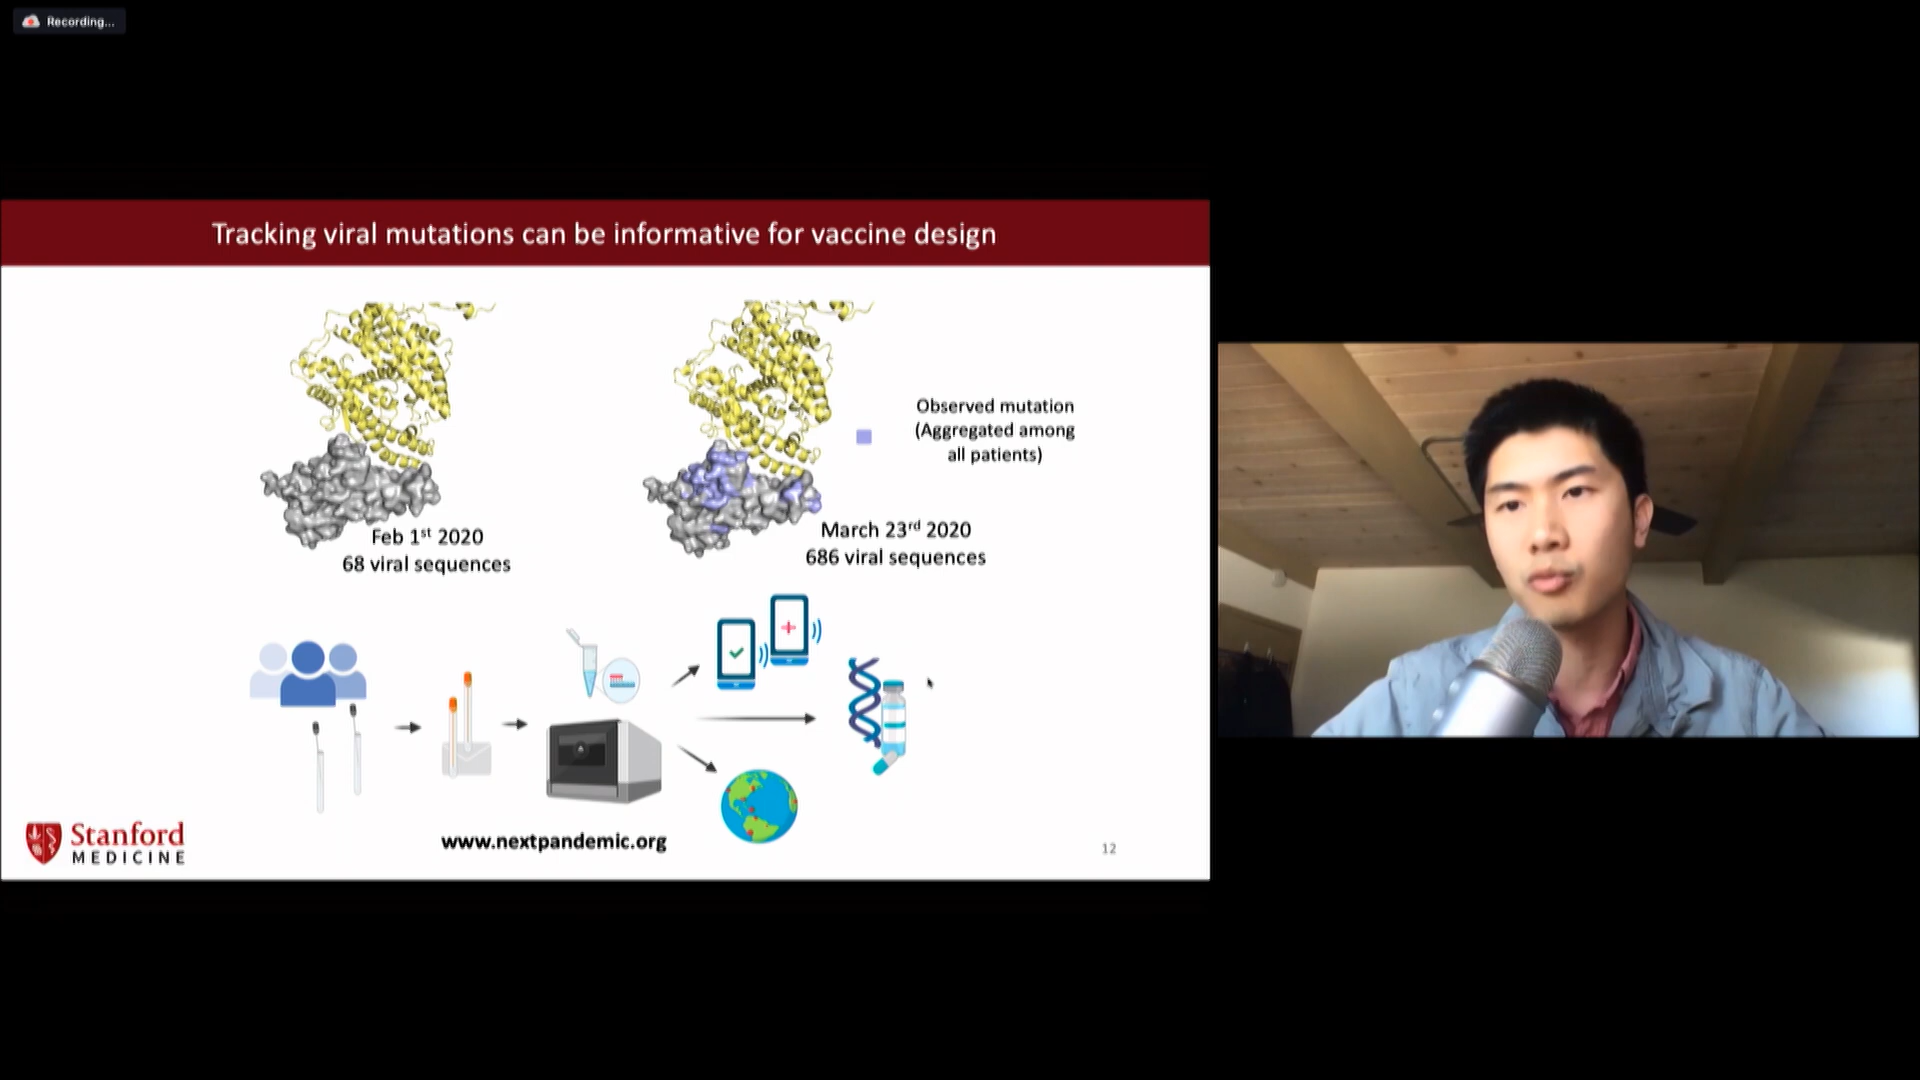 Recording...
Tracking viral mutations can be informative for vaccine design
Observed mutation
(Aggregated among
all patients)
Feb 1st 2020
68 viral sequences
March 23rd 2020
686 viral sequences
Stanford
MEDICINE
www.nextpandemic.org
12